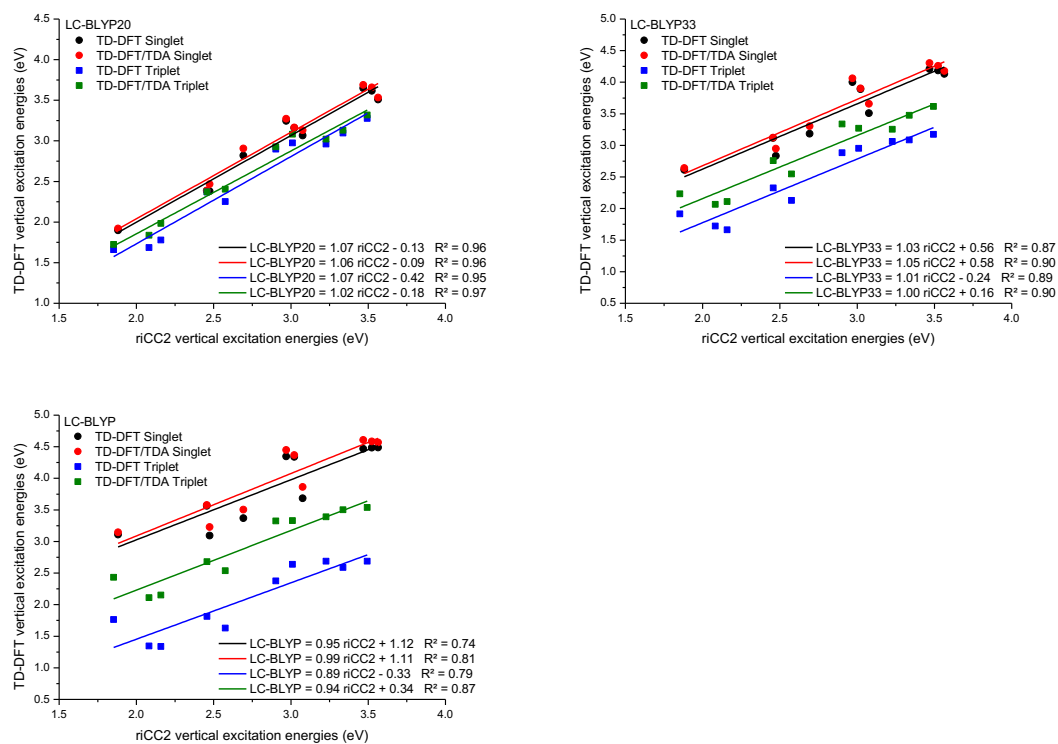 LC-BLYP20
TD-DFT Singlet
TD-DFT/TDA Singlet
TD-DFT Triplet
TD-DFT/TDA Triplet
TD-DFT vertical excitation energies (eV)
4.5
4.0
3.5
3.0
2.5
2.0
1.5
1.0
LC-BLYP20 = 1.07 riCC2 - 0.13 R² = 0.96
LC-BLYP20 = 1.06 riCC2 - 0.09 R² = 0.96
LC-BLYP20 = 1.07 riCC2 - 0.42 R² = 0.95
LC-BLYP20 = 1.02 riCC2 - 0.18 R² = 0.97
1.5 2.0 2.5 3.0 3.5 4.0
riCC2 vertical excitation energies (eV)
LC-BLYP33
TD-DFT Singlet
TD-DFT/TDA Singlet
TD-DFT Triplet
TD-DFT/TDA Triplet
TD-DFT vertical excitation energies (eV)
5.0
4.5
4.0
3.5
3.0
2.5
2.0
1.5
1.0
0.5
LC-BLYP33 = 1.03 riCC2 + 0.56 R² = 0.87
LC-BLYP33 = 1.05 riCC2 + 0.58 R² = 0.90
LC-BLYP33 = 1.01 riCC2 - 0.24 R² = 0.89
LC-BLYP33 = 1.00 riCC2 + 0.16 R² = 0.90
1.5 2.0 2.5 3.0 3.5 4.0
riCC2 vertical excitation energies (eV)
LC-BLYP
TD-DFT Singlet
TD-DFT/TDA Singlet
TD-DFT Triplet
TD-DFT/TDA Triplet
TD-DFT vertical excitation energies (eV)
5.0
4.5
4.0
3.5
3.0
2.5
2.0
1.5
1.0
0.5
LC-BLYP = 0.95 riCC2 + 1.12 R² = 0.74
LC-BLYP = 0.99 riCC2 + 1.11 R² = 0.81
LC-BLYP = 0.89 riCC2 - 0.33 R² = 0.79
LC-BLYP = 0.94 riCC2 + 0.34 R² = 0.87
1.5 2.0 2.5 3.0 3.5 4.0
riCC2 vertical excitation energies (eV)